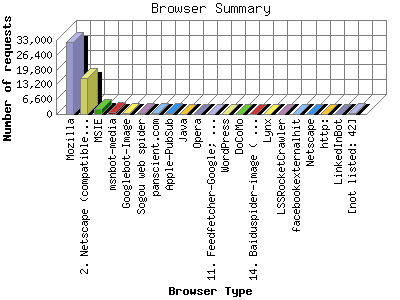 Browser Summary
Number of requests
33,000
26,400
19,800
13,200
6,600
0
Mozilla
2. Netscape (compatible...
MSIE
msnbot-media
Googlebot-Image
Sogou web spider
panscient.com
Apple-PubSub
Java
Opera
11. Feedfetcher-Google; ...
WordPress
DoCoMo
14. Baiduspider-image ( ...
Lynx
LSSRocketCrawler
facebookexternalhit
Netscape
http:
LinkedInBot
[not listed: 42]
Browser Type